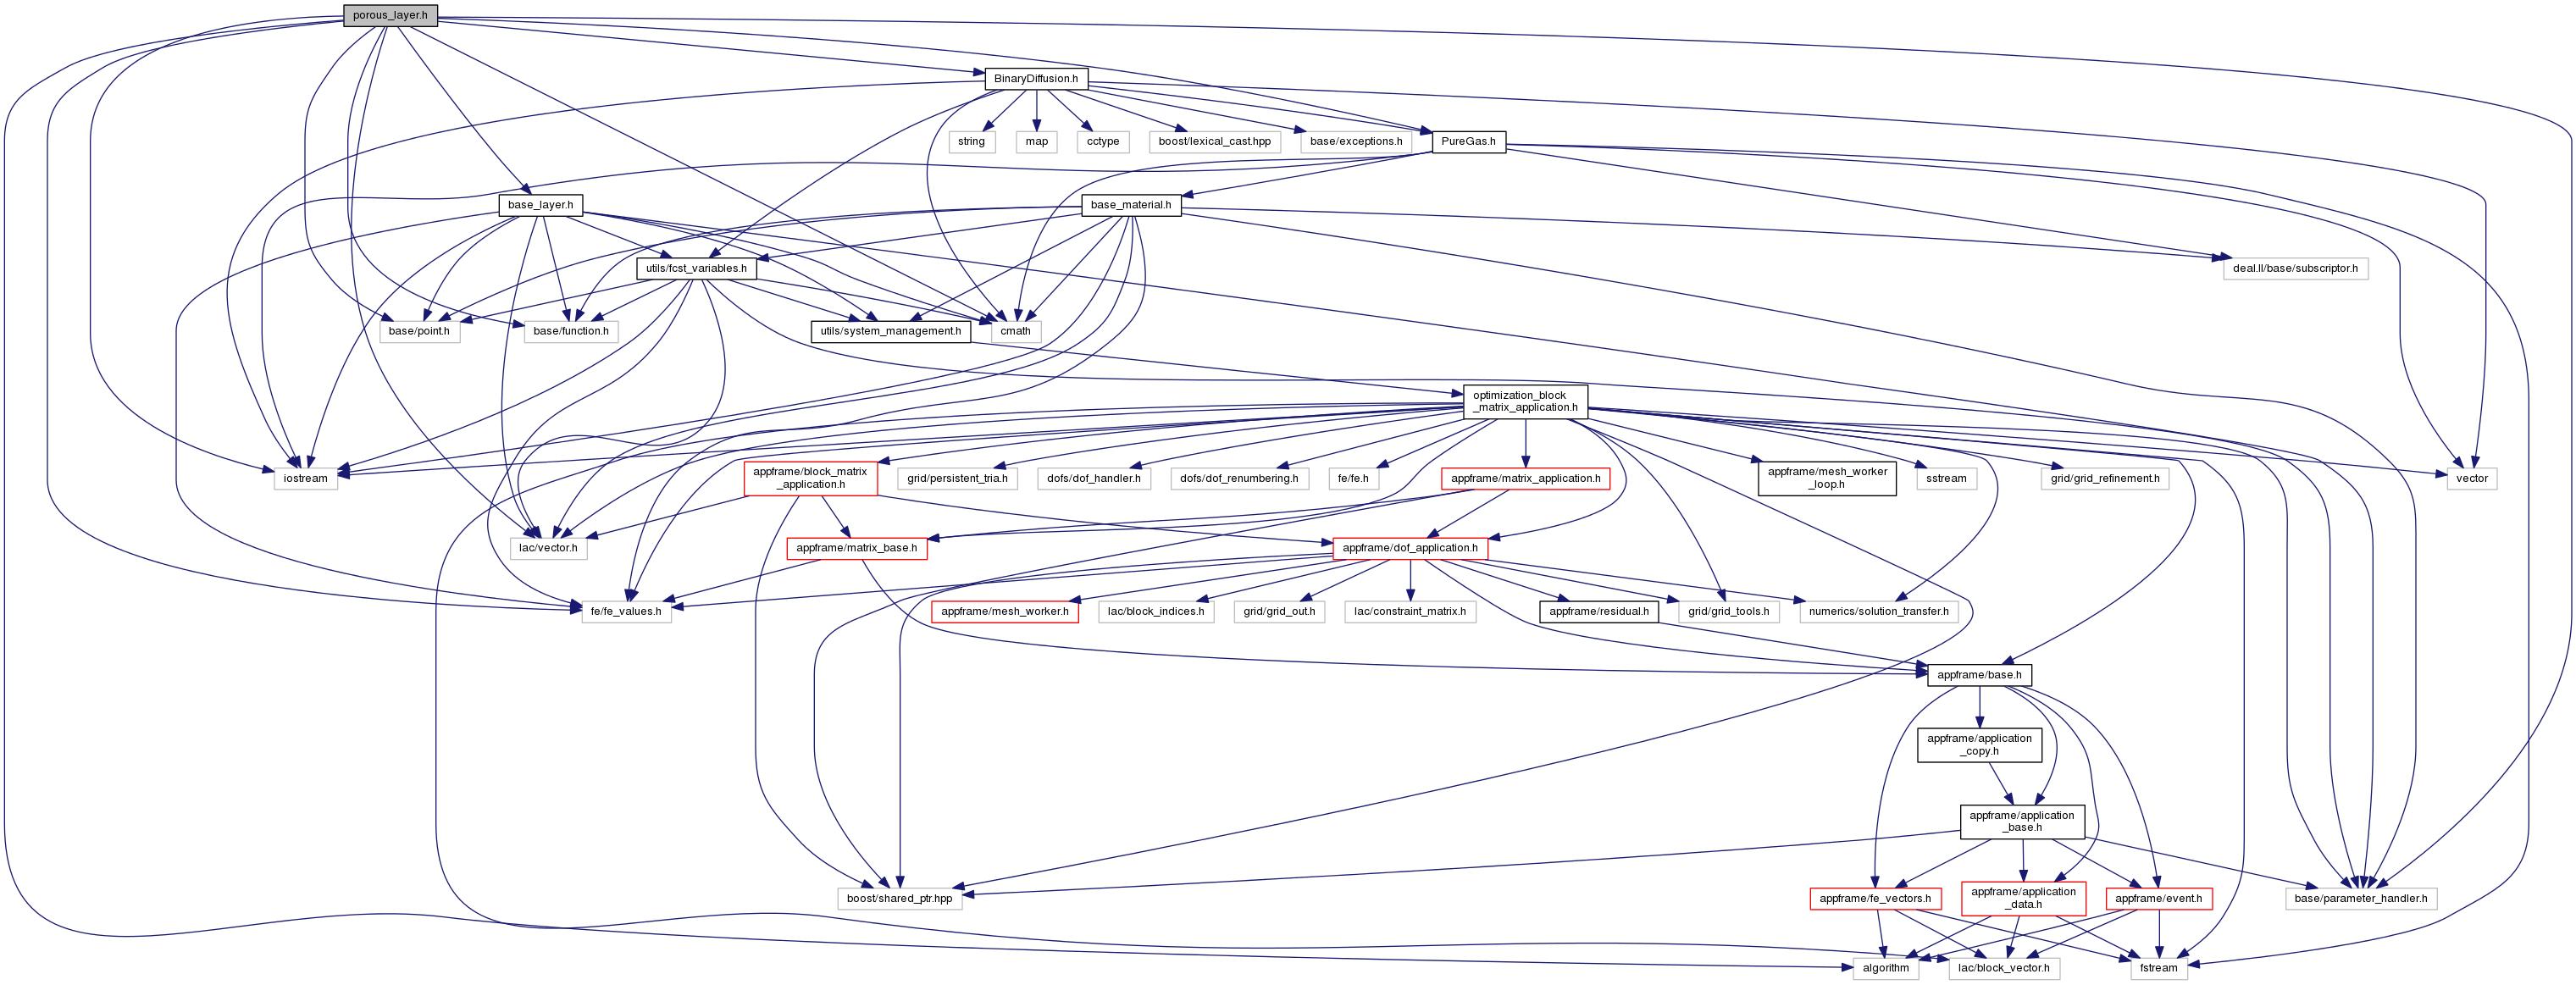 porous_layer.h
BinaryDiffusion.h
string
map
cctype
boost/lexical_cast.hpp
base/exceptions.h
PureGas.h
base_layer.h
base_material.h
utils/fcst_variables.h
deal.II/base/subscriptor.h
base/point.h
base/function.h
utils/system_management.h
cmath
optimization_block
_matrix_application.h
iostream
appframe/block_matrix
_application.h
grid/persistent_tria.h
dofs/dof_handler.h
dofs/dof_renumbering.h
fe/fe.h
appframe/matrix_application.h
appframe/mesh_worker
_loop.h
sstream
grid/grid_refinement.h
vector
lac/vector.h
appframe/matrix_base.h
appframe/dof_application.h
fe/fe_values.h
appframe/mesh_worker.h
lac/block_indices.h
grid/grid_out.h
lac/constraint_matrix.h
appframe/residual.h
grid/grid_tools.h
numerics/solution_transfer.h
appframe/base.h
appframe/application
_copy.h
appframe/application
_base.h
boost/shared_ptr.hpp
appframe/fe_vectors.h
appframe/application
_data.h
appframe/event.h
base/parameter_handler.h
algorithm
lac/block_vector.h
fstream